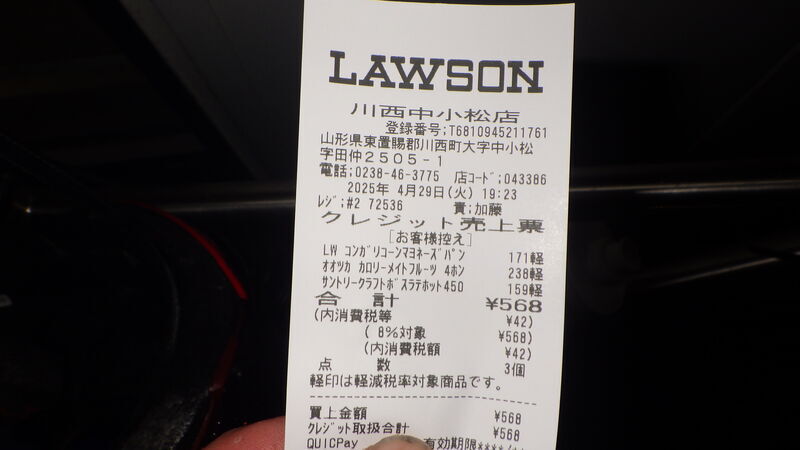 LAWSON
川西中小松店
登録番号;T6810945211761
山形県東置賜郡川西町大字中小松
字田仲2505-1
電話;0238-46-3775 店コード;043386
2025年 4月29日(火) 19:23
レジ;#2 72536 責;加藤
クレジット売上票
[お客様控え]
LW コンガリコーンマヨネーズパン 171軽
オオツカ カロリーメイトフルーツ 4ホン 238軽
サントリークラフトボスラテホット450 159軽
合 計 ¥568
(内消費税等 ¥42)
( 8%対象 ¥568)
(内消費税額 ¥42)
点 数 3個
軽印は軽減税率対象商品です。
買上金額 ¥568
クレジット取扱合計 ¥568
QUICPay 有効期限****/